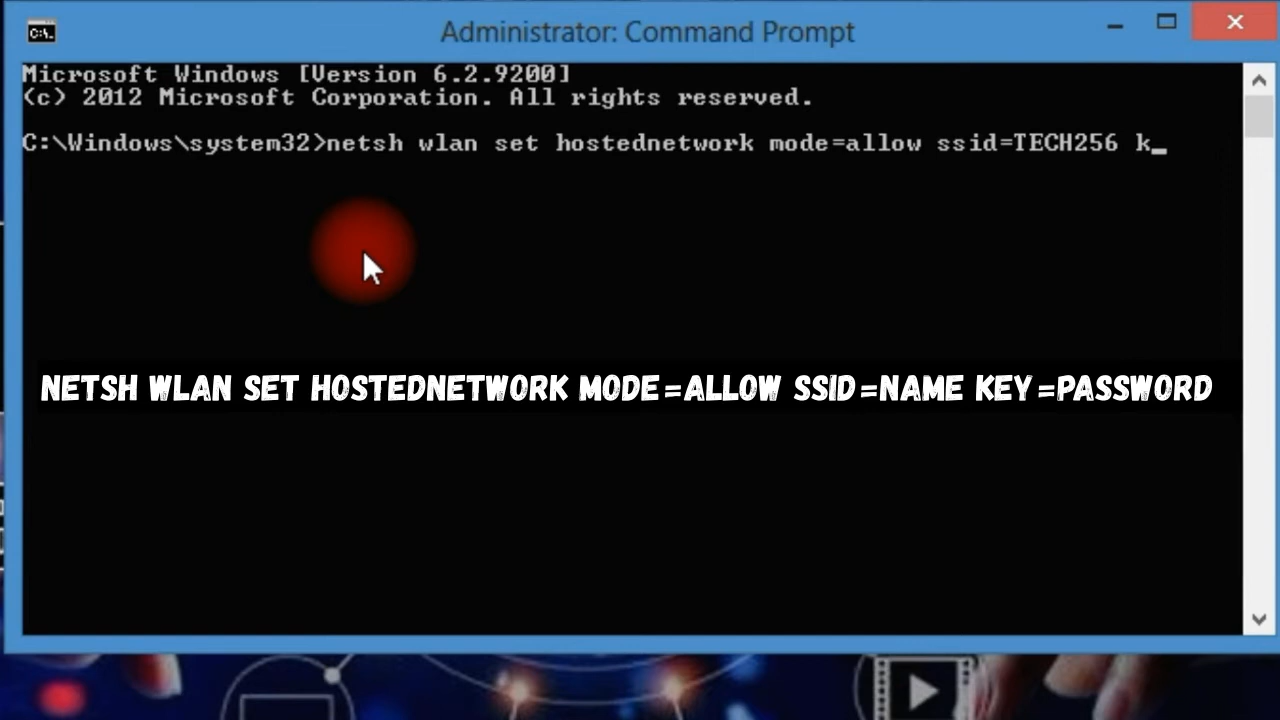 C:\.
Administrator: Command Prompt
Microsoft Windows [Version 6.2.9200]
(c) 2012 Microsoft Corporation. All rights reserved.
C:\Windows\system32>netsh wlan set hostednetwork mode=allow ssid=TECH256 k_
NETSH WLAN SET HOSTEDNETWORK MODE=ALLOW SSID=NAME KEY=PASSWORD